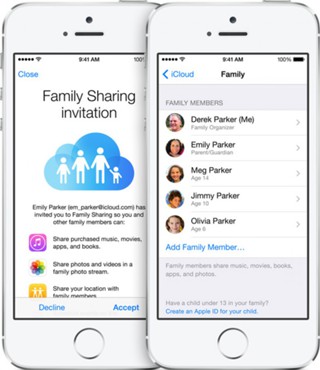 9:41 AM
100%
Close
Family Sharing
invitation
Emily Parker (em_parker@icloud.com) has
invited you to Family Sharing so you and
other family members can:
Share purchased music, movies,
apps, and books.
Share photos and videos in a
family photo stream.
Share your location with
family members.
Decline
Accept
9:41 AM
100%
iCloud
Family
FAMILY MEMBERS
Derek Parker (Me)
Family Organizer
Emily Parker
Parent/Guardian
Meg Parker
Age 14
Jimmy Parker
Age 10
Olivia Parker
Age 6
Add Family Member…
Family members share music, movies, books,
apps, and photos.
Have a child under 13 in your family?
Create an Apple ID for your child.